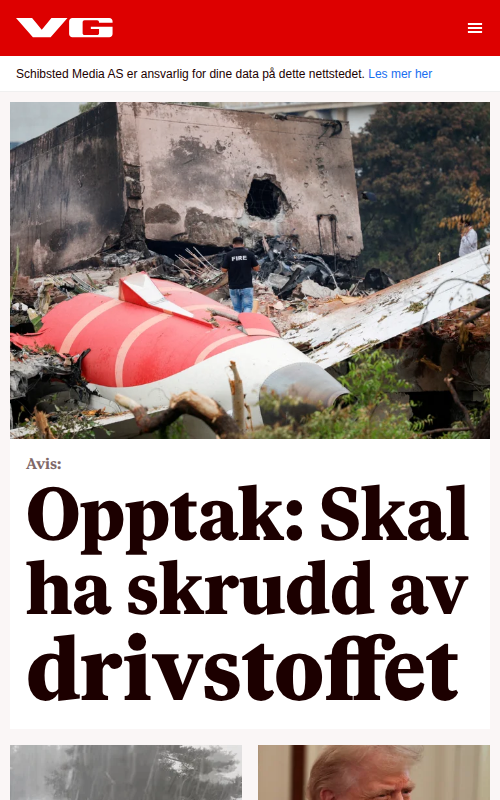 VG
Schibsted Media AS er ansvarlig for dine data på dette nettstedet. Les mer her
FIRE
Avis:
Opptak: Skal
ha skrudd av
drivstoffet